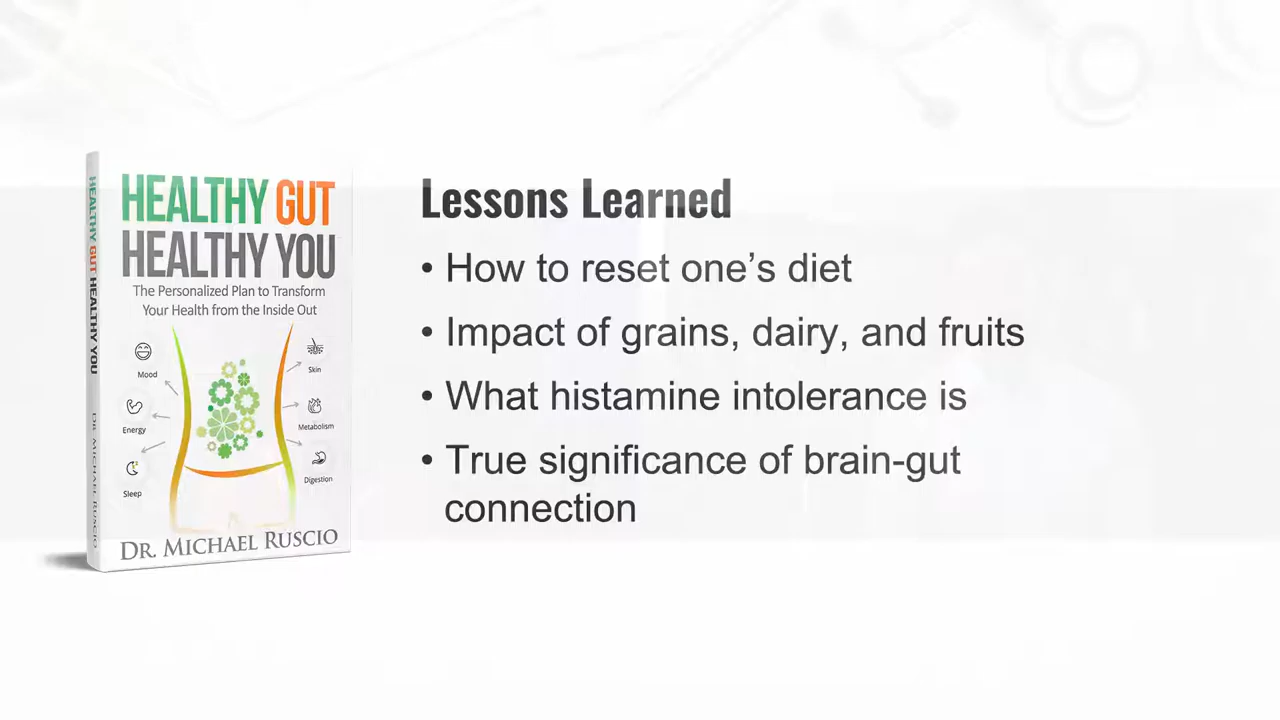 HEALTHY GUT HEALTHY YOU
DR. MICHAEL RUSCIO
HEALTHY GUT
HEALTHY YOU
The Personalized Plan to Transform
Your Health from the Inside Out
Mood
Skin
Energy
Metabolism
Sleep
Digestion
DR. MICHAEL RUSCIO
Lessons Learned
• How to reset one’s diet
• Impact of grains, dairy, and fruits
• What histamine intolerance is
• True significance of brain-gut
connection